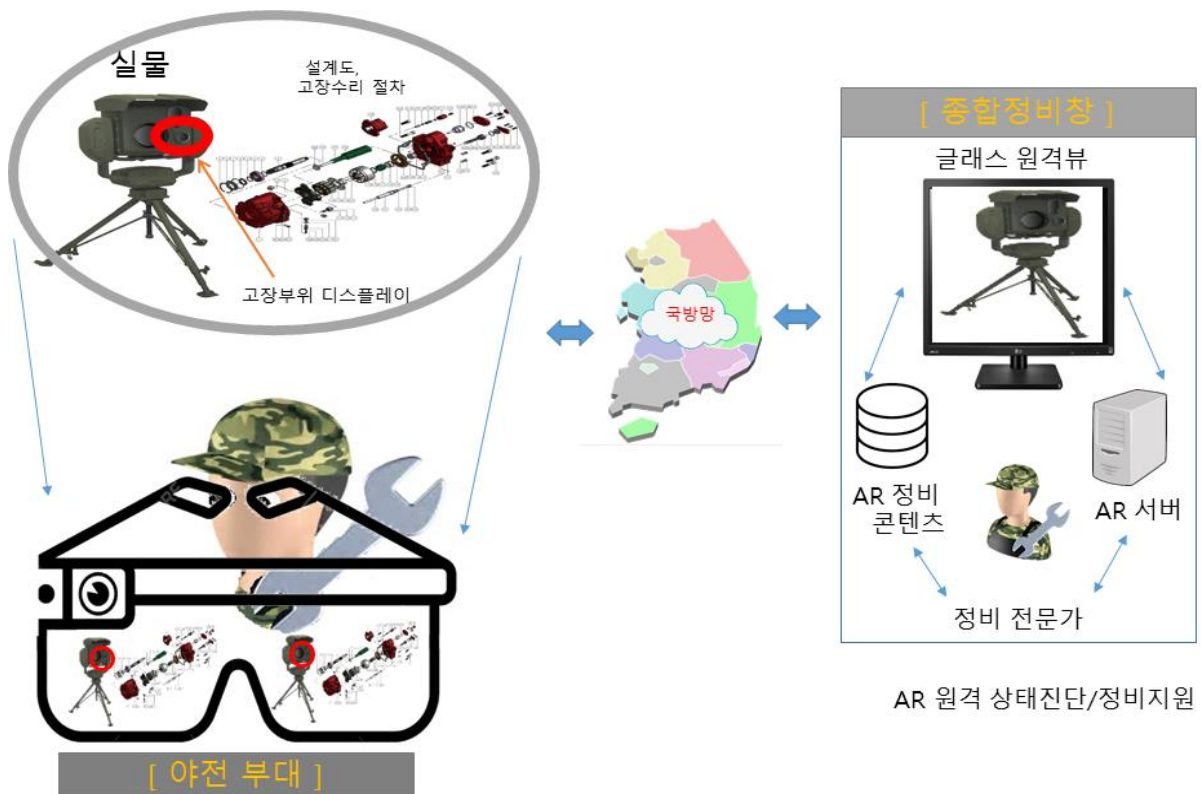 실물
설계도,
고장수리 절차
고장부위 디스플레이
[ 야전 부대 ]
국방망
[ 종합정비창 ]
글래스 원격뷰
AR 정비
콘텐츠
AR 서버
정비 전문가
AR 원격 상태진단/정비지원